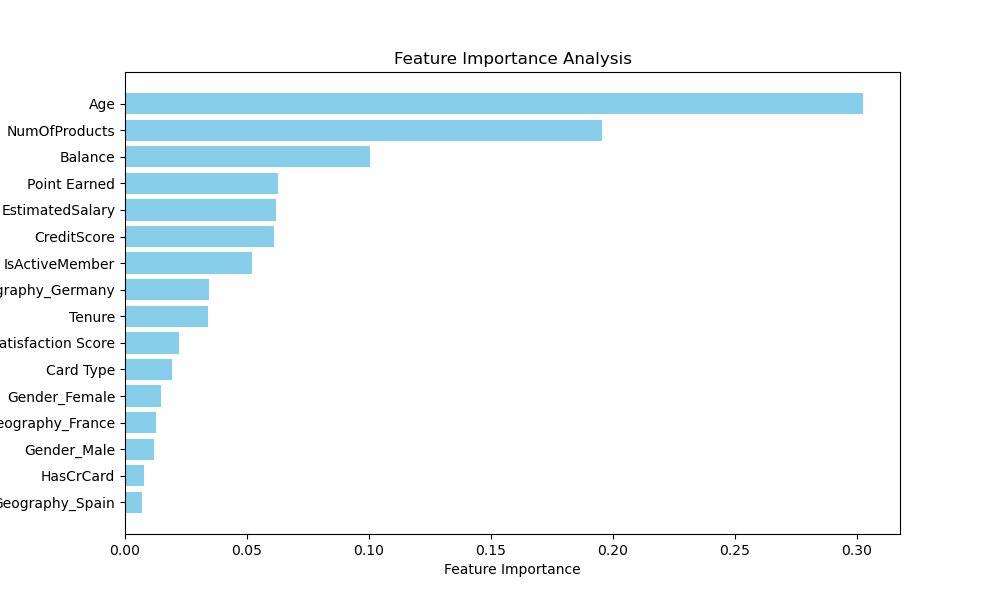 Feature Importance Analysis
Age
NumOfProducts
Balance
Point Earned
EstimatedSalary
CreditScore
IsActiveMember
graphy_Germany
Tenure
atisfaction Score
Card Type
Gender_Female
eography_France
Gender_Male
HasCrCard
Geography_Spain
0.00 0.05 0.10 0.15 0.20 0.25 0.30
Feature Importance